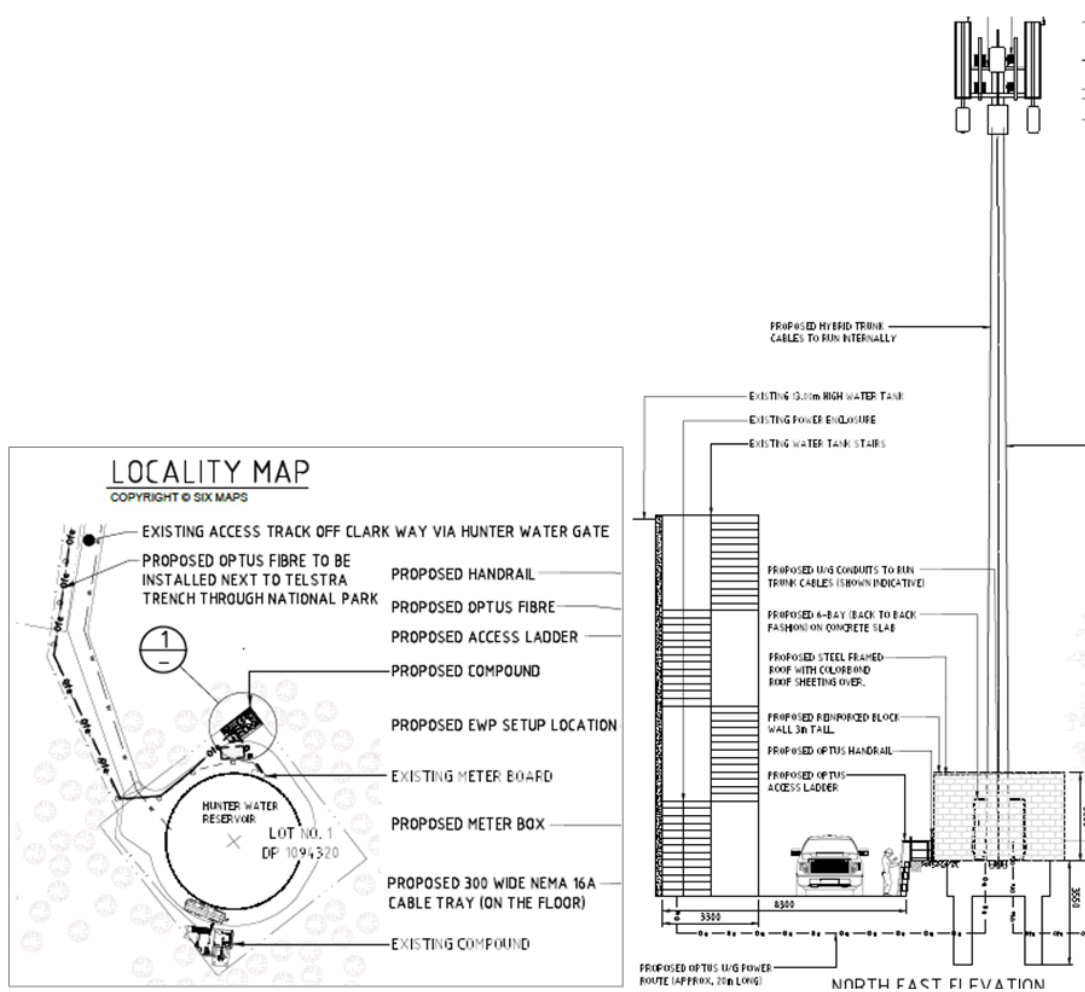 LOCALITY MAP
COPYRIGHT © SIX MAPS
EXISTING ACCESS TRACK OFF CLARK WAY VIA HUNTER WATER GATE
PROPOSED OPTUS FIBRE TO BE
INSTALLED NEXT TO TELSTRA
TRENCH THROUGH NATIONAL PARK
PROPOSED HANDRAIL
PROPOSED OPTUS FIBRE
PROPOSED ACCESS LADDER
1
PROPOSED COMPOUND
PROPOSED EWP SETUP LOCATION
EXISTING METER BOARD
HUNTER WATER
RESERVOIR
LOT NO. 1
DP 1094320
PROPOSED METER BOX
PROPOSED 300 WIDE NEMA 16A
CABLE TRAY (ON THE FLOOR)
EXISTING COMPOUND
PROPOSED HYBRID TRUNK
CABLES TO RUN INTERNALLY
EXISTING 13.00m HIGH WATER TANK
EXISTING POWER ENCLOSURE
EXISTING WATER TANK STAIRS
PROPOSED U/G CONDUITS TO RUN
TRUNK CABLES (SHOWN INDICATIVE)
PROPOSED 6-BAY (BACK TO BACK
FASHION) ON CONCRETE SLAB
PROPOSED STEEL FRAMED
ROOF WITH COLORBOND
ROOF SHEETING OVER.
PROPOSED REINFORCED BLOCK
WALL 3m TALL.
PROPOSED OPTUS HANDRAIL
PROPOSED OPTUS
ACCESS LADDER
8300
3300
3550
PROPOSED OPTUS U/G POWER
ROUTE (APPROX. 20m LONG)
NORTH EAST ELEVATION